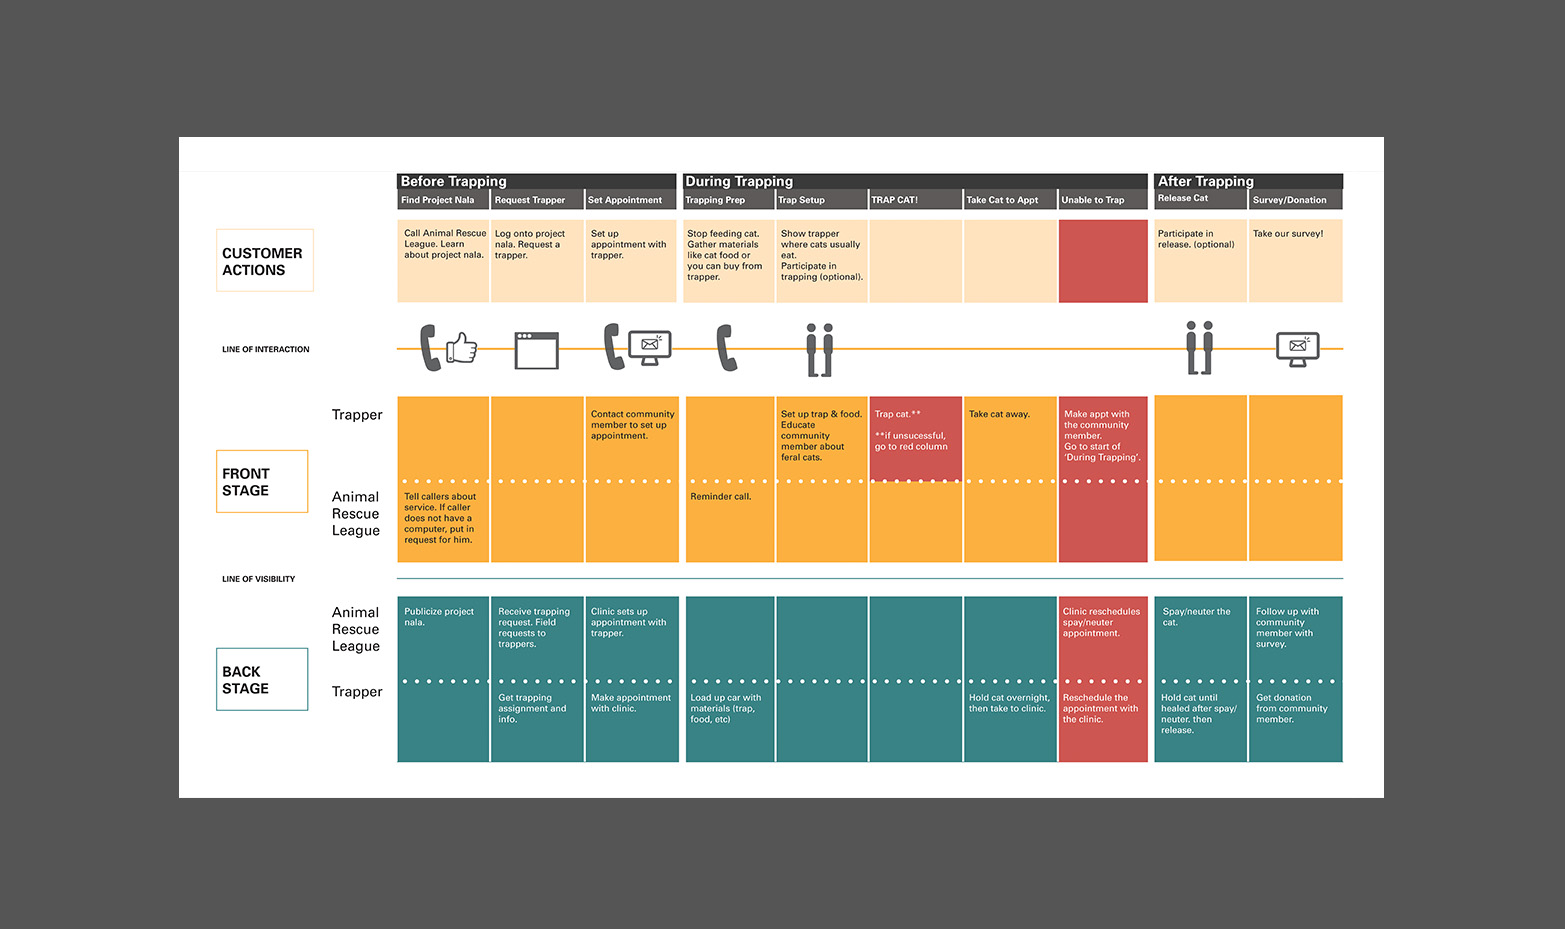 Before Trapping
During Trapping
After Trapping
Find Project Nala
Request Trapper
Set Appointment
Trapping Prep
Trap Setup
TRAP CAT!
Take Cat to Appt
Unable to Trap
Release Cat
Survey/Donation
CUSTOMER
ACTIONS
Call Animal Rescue
League. Learn
about project nala.
Log onto project
nala. Request a
trapper.
Set up
appointment with
trapper.
Stop feeding cat.
Gather materials
like cat food or
you can buy from
trapper.
Show trapper
where cats usually
eat.
Participate in
trapping (optional).
Participate in
release. (optional)
Take our survey!
LINE OF INTERACTION
FRONT
STAGE
Trapper
Contact community
member to set up
appointment.
Set up trap & food.
Educate
community
member about
feral cats.
Trap cat.**
**if unsucessful,
go to red column
Take cat away.
Make appt with
the community
member.
Go to start of
‘During Trapping’.
Animal
Rescue
League
Tell callers about
service. If caller
does not have a
computer, put in
request for him.
Reminder call.
LINE OF VISIBILITY
BACK
STAGE
Animal
Rescue
League
Publicize project
nala.
Receive trapping
request. Field
requests to
trappers.
Clinic sets up
appointment with
trapper.
Clinic reschedules
spay/neuter
appointment.
Spay/neuter the
cat.
Follow up with
community
member with
survey.
Trapper
Get trapping
assignment and
info.
Make appointment
with clinic.
Load up car with
materials (trap,
food, etc)
Hold cat overnight,
then take to clinic.
Reschedule the
appointment with
the clinic.
Hold cat until
healed after spay/
neuter. then
release.
Get donation
from community
member.